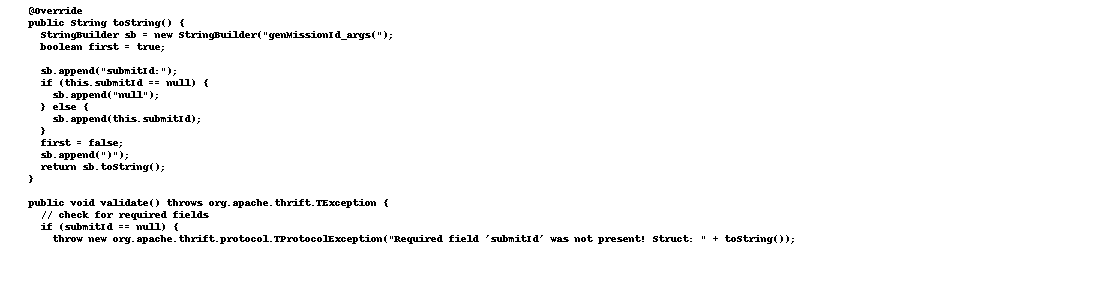 @Override
public String toString() {
StringBuilder sb = new StringBuilder("genMissionId_args(");
boolean first = true;
sb.append("submitId:");
if (this.submitId == null) {
sb.append("null");
} else {
sb.append(this.submitId);
}
first = false;
sb.append(")");
return sb.toString();
}
public void validate() throws org.apache.thrift.TException {
// check for required fields
if (submitId == null) {
throw new org.apache.thrift.protocol.TProtocolException("Required field 'submitId' was not present! Struct: " + toString());